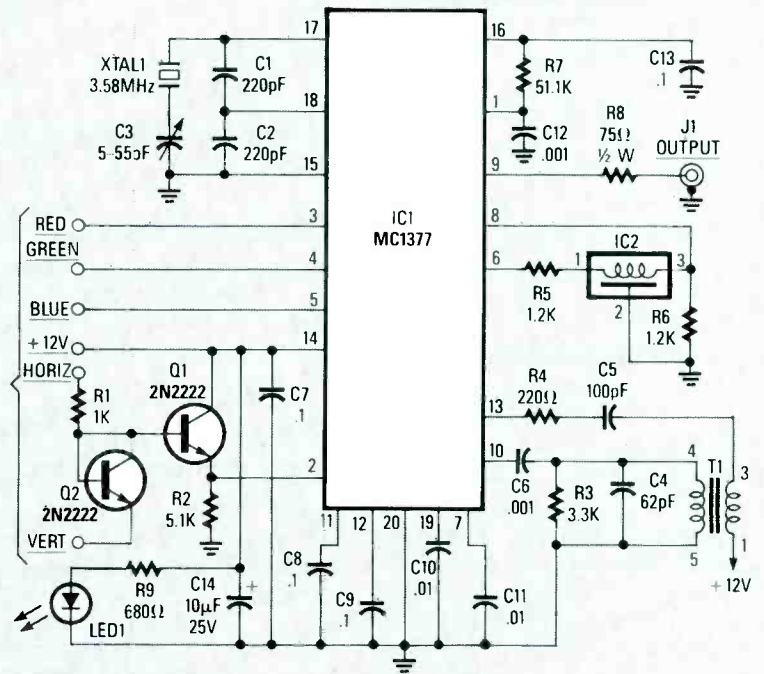 17
16
XTAL1
3.58MHz
C1
220pF
18
C3
5-55pF
C2
220pF
15
R7
51.1K
C13
.1
1
C12
.001
R8
75Ω
½ W
J1
OUTPUT
9
IC1
MC1377
RED
3
GREEN
4
BLUE
5
+12V
14
HORIZ
8
6
R5
1.2K
IC2
1
3
2
R6
1.2K
R1
1K
Q1
2N2222
C7
.1
Q2
2N2222
R2
5.1K
2
VERT
13
R4
220Ω
C5
100pF
10
C6
.001
R3
3.3K
C4
62pF
4
T1
3
5
1
+12V
11
12
20
19
7
C8
.1
C9
.1
C10
.01
C11
.01
R9
680Ω
C14
10µF
25V
+
LED1